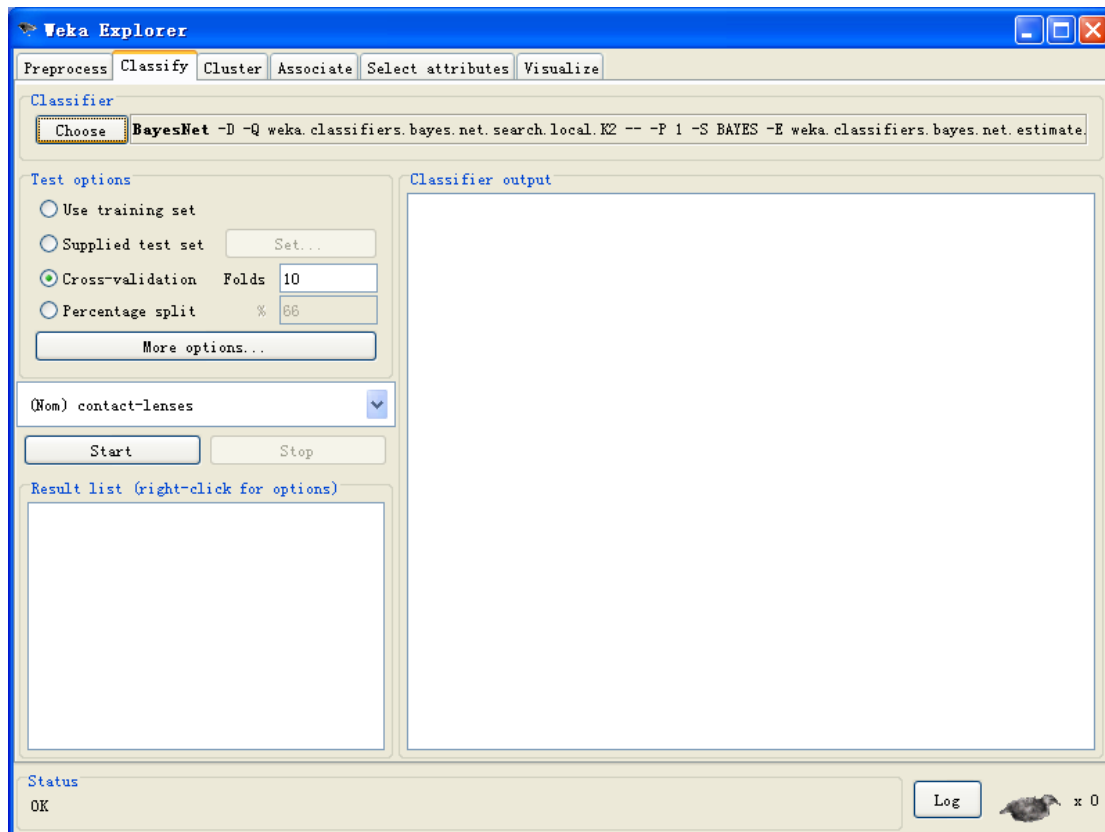 Weka Explorer
Preprocess Classify Cluster Associate Select attributes Visualize
Classifier
Choose BayesNet -D -Q weka.classifiers.bayes.net.search.local.K2 -- -P 1 -S BAYES -E weka.classifiers.bayes.net.estimate.
Test options
Use training set
Supplied test set Set...
Cross-validation Folds 10
Percentage split % 66
More options...
(Nom) contact-lenses
Start Stop
Result list (right-click for options)
Classifier output
Status
OK
Log x 0